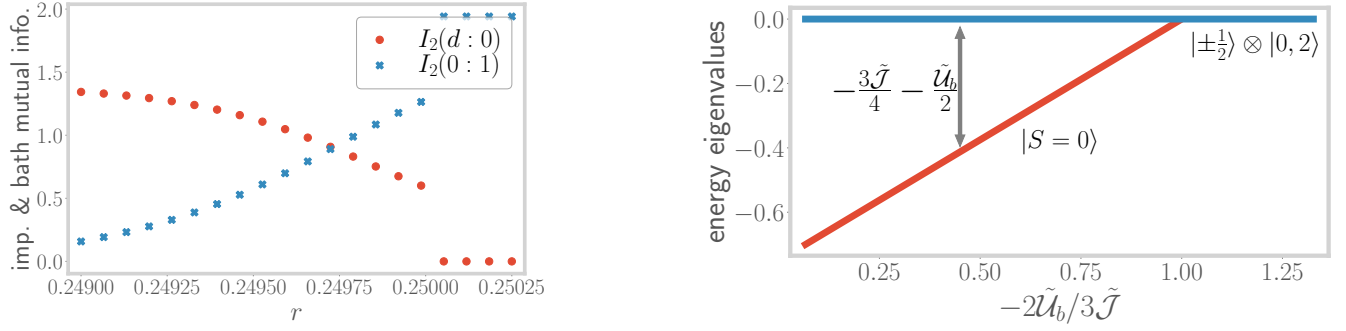 imp. & bath mutual info.
2.0
1.5
1.0
0.5
0.0
I₂(d : 0)
I₂(0 : 1)
0.24900 0.24925 0.24950 0.24975 0.25000 0.25025
r
energy eigenvalues
0.0
−0.2
−0.4
−0.6
|±½⟩ ⊗ |0, 2⟩
−3𝒥̃/4 − 𝒰̃_b/2
|S = 0⟩
0.25 0.50 0.75 1.00 1.25
−2𝒰̃_b/3𝒥̃